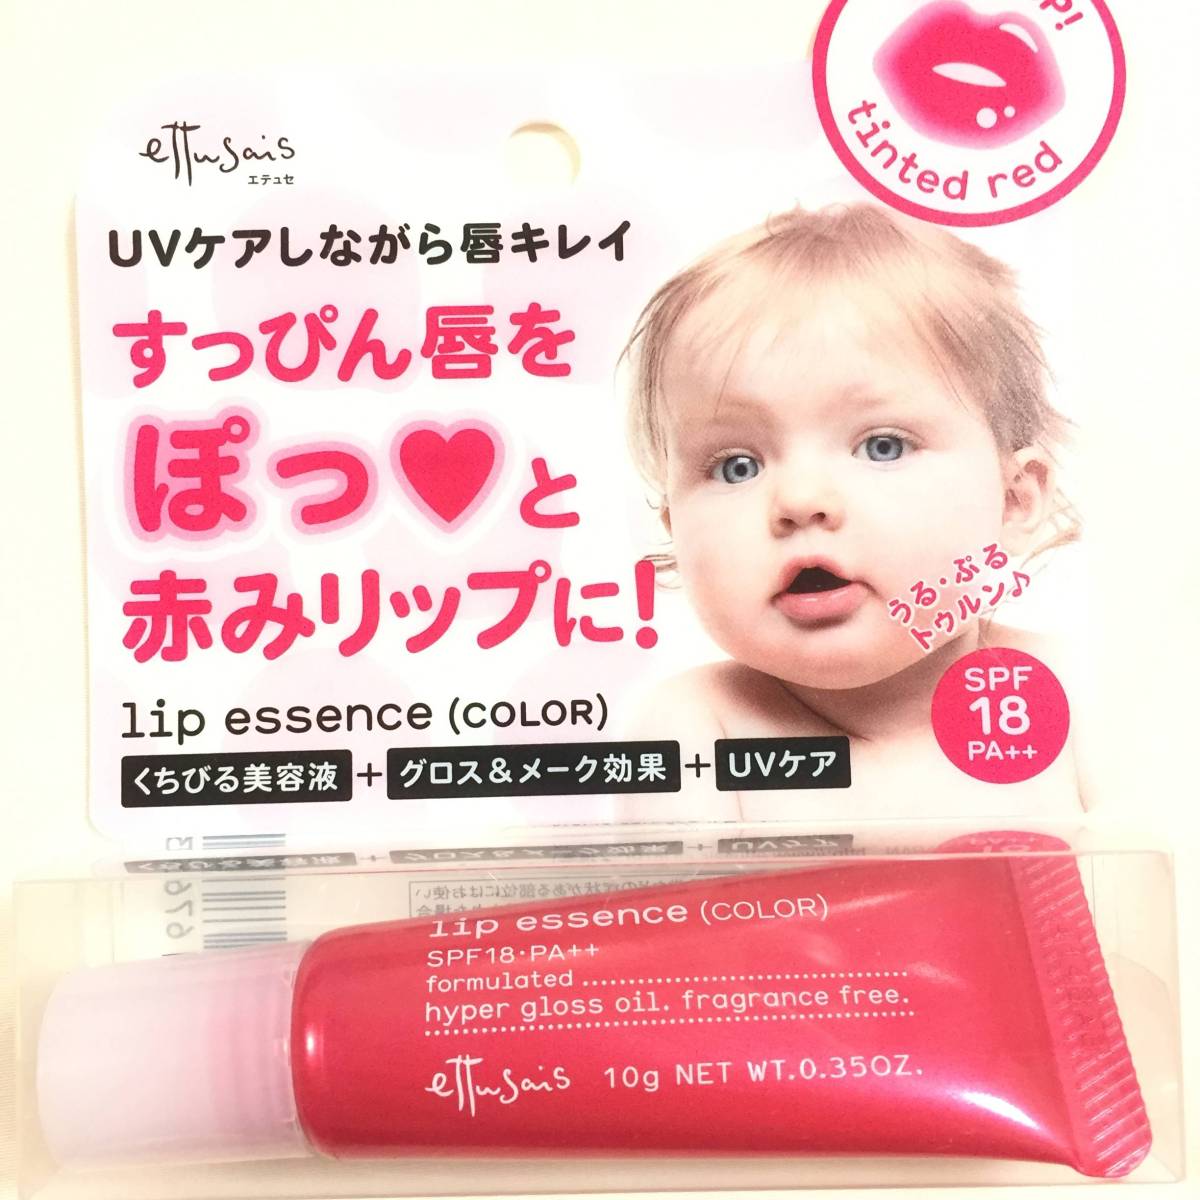 tinted red
ettusais
エテュセ
UVケアしながら唇キレイ
すっぴん唇を
ぽっ♥と
赤みリップに!
うる・ぷる
トゥルン♪
SPF
18
PA++
lip essence (COLOR)
くちびる美容液+グロス&メーク効果+UVケア
lip essence (COLOR)
SPF18·PA++
formulated
hyper gloss oil. fragrance free.
ettusais 10g NET WT.0.35OZ.